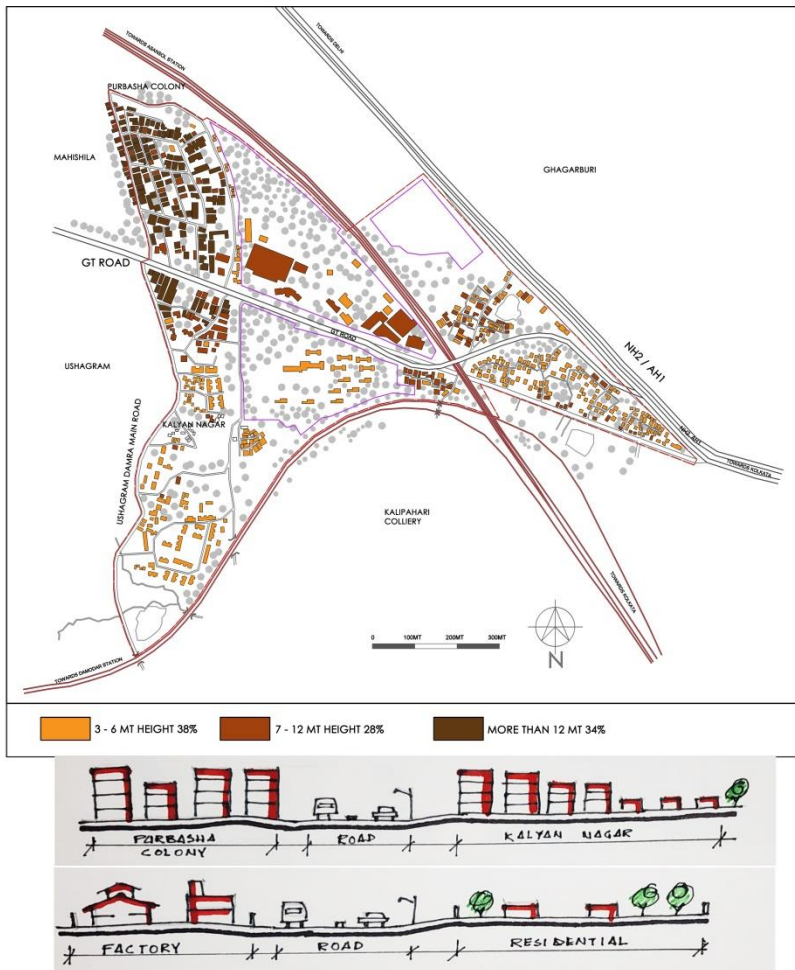 TOWARDS ASANSOL STATION
TOWARDS DELHI
PURBASHA COLONY
MAHISHILA
GHAGARBURI
GT ROAD
GT ROAD
NH2 / AH1
USHAGRAM
KALYAN NAGAR
NH2, AH1
TOWARDS KOLKATA
USHAGRAM DAMRA MAIN ROAD
KALIPAHARI
COLLIERY
TOWARDS KOLKATA
0 100MT 200MT 300MT
N
TOWARDS DAMODAR STATION
3 - 6 MT HEIGHT 38%
7 - 12 MT HEIGHT 28%
MORE THAN 12 MT 34%
PURBASHA
COLONY
ROAD
KALYAN NAGAR
FACTORY
ROAD
RESIDENTIAL